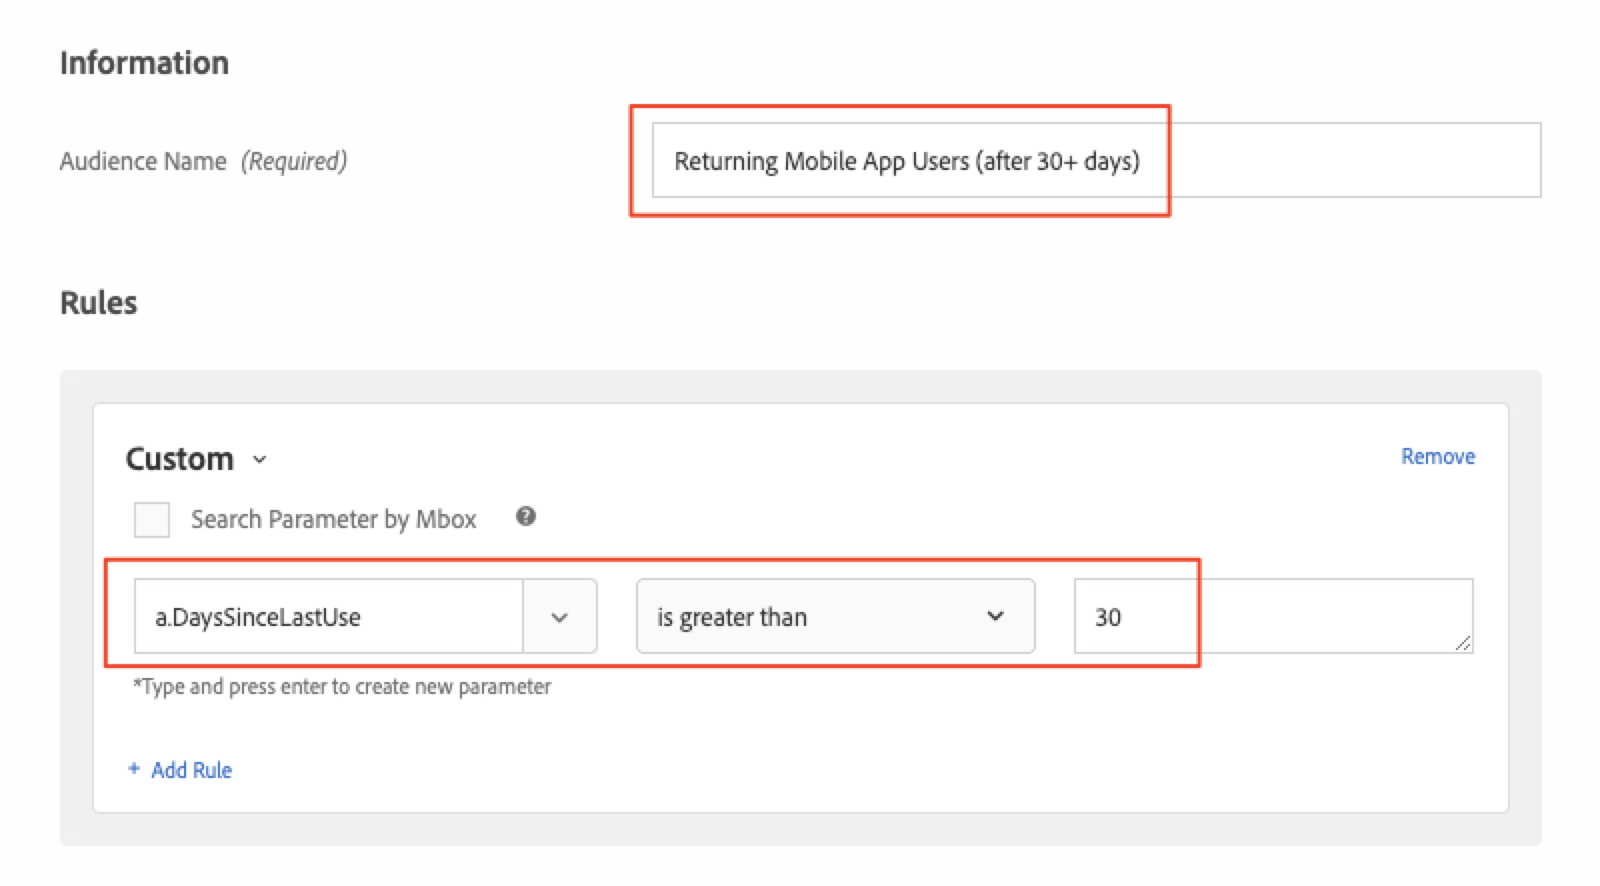 Information
Audience Name (Required)
Returning Mobile App Users (after 30+ days)
Rules
Custom
Remove
Search Parameter by Mbox ?
a.DaysSinceLastUse
is greater than
30
*Type and press enter to create new parameter
+ Add Rule